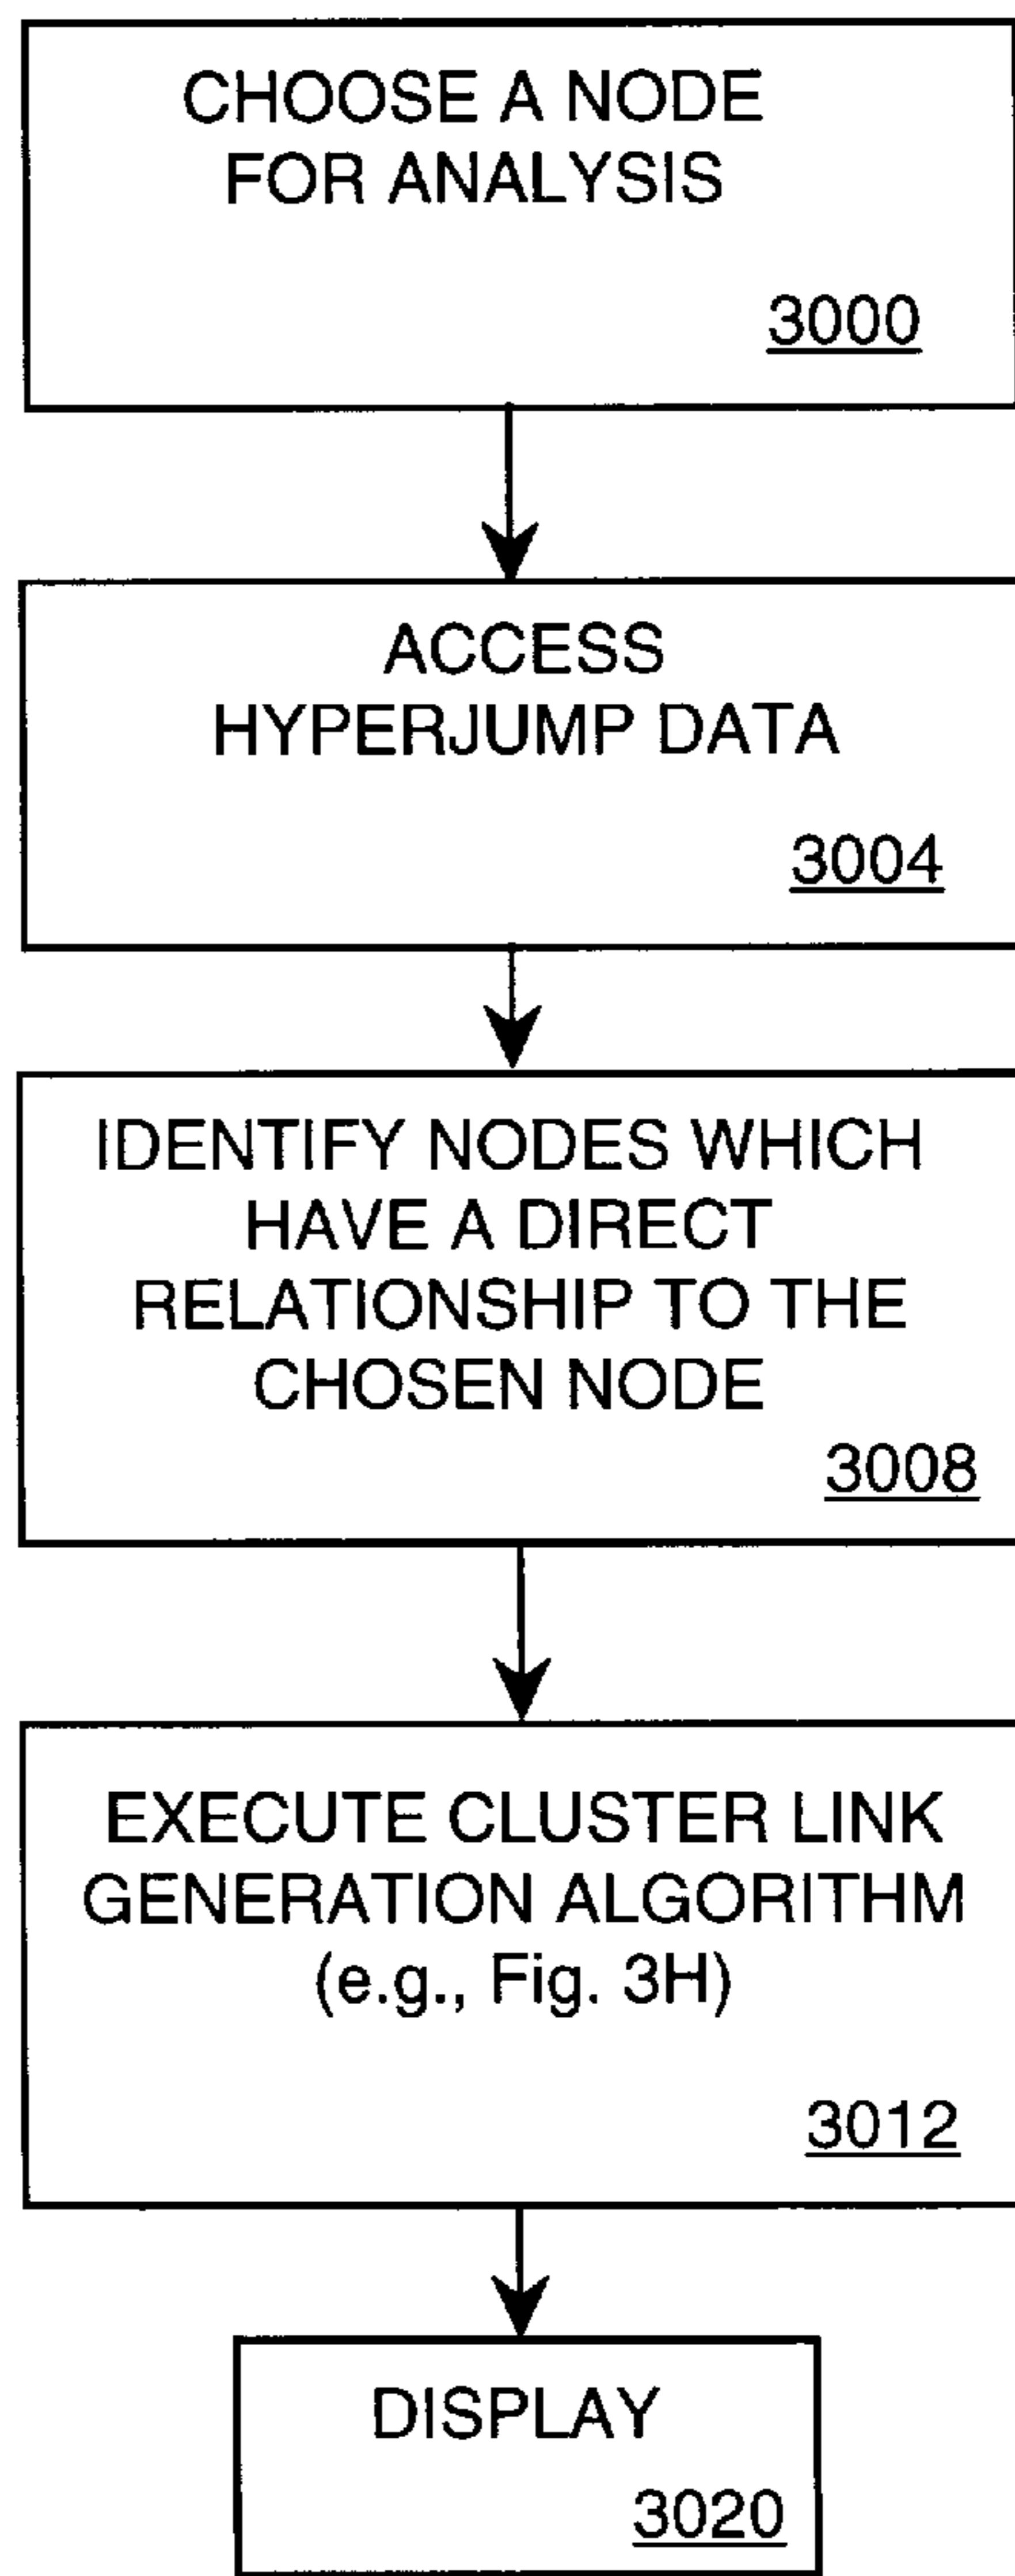 CHOOSE A NODE
FOR ANALYSIS
3000
ACCESS
HYPERJUMP DATA
3004
IDENTIFY NODES WHICH
HAVE A DIRECT
RELATIONSHIP TO THE
CHOSEN NODE
3008
EXECUTE CLUSTER LINK
GENERATION ALGORITHM
(e.g., Fig. 3H)
3012
DISPLAY
3020